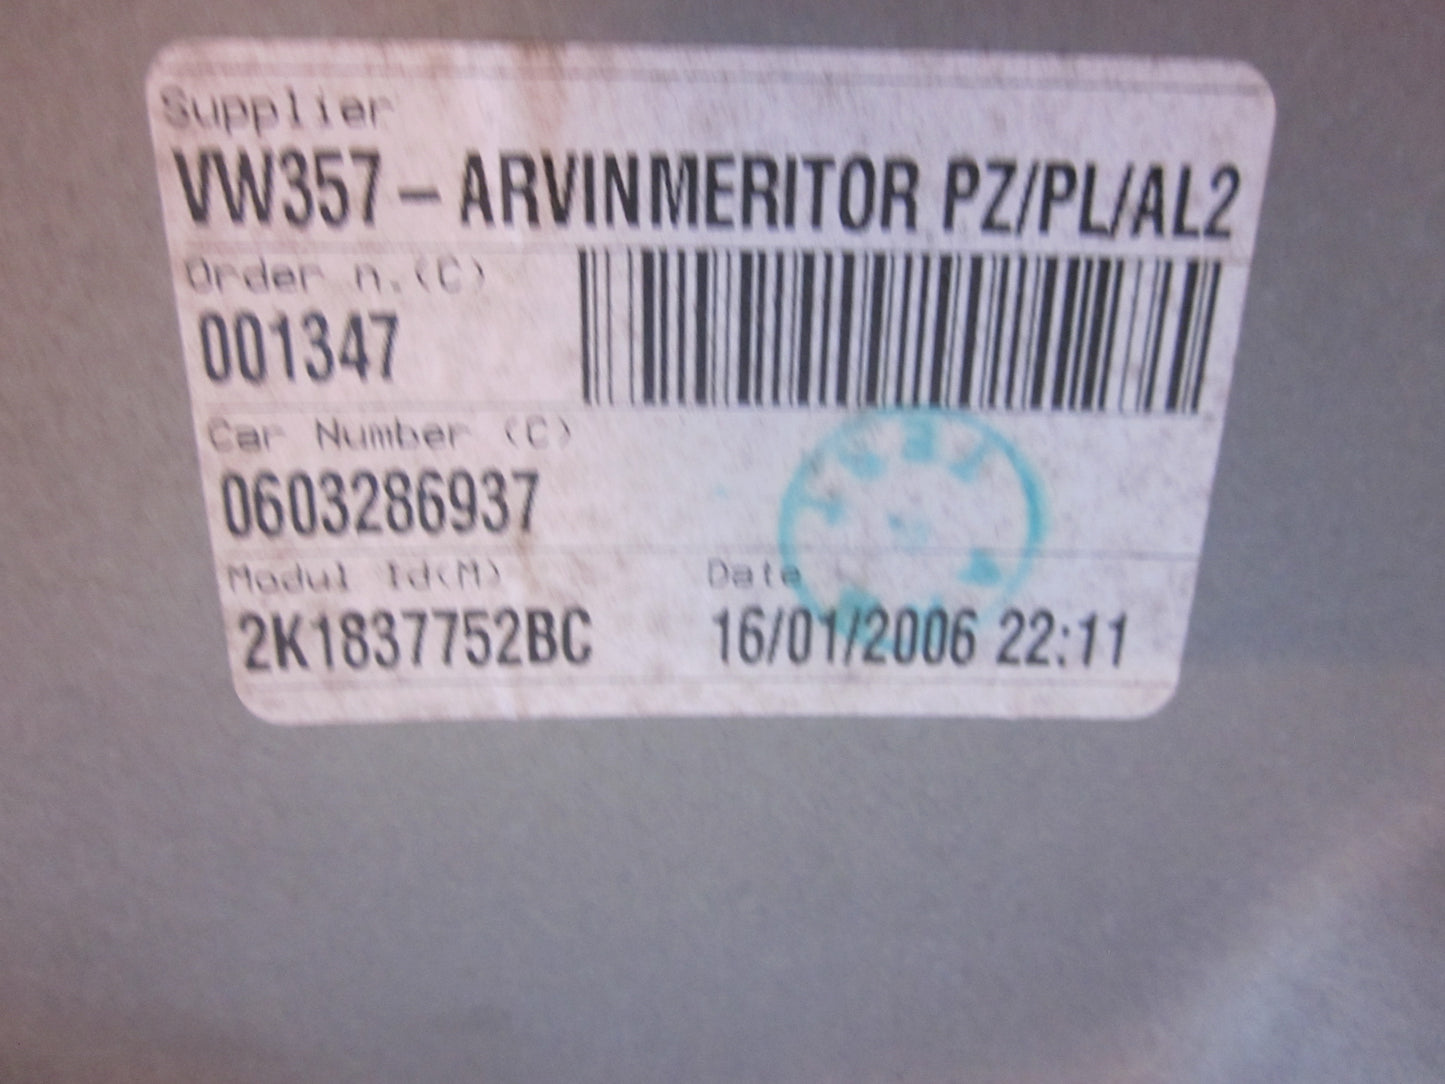 Supplier
VW357 - ARVINMERITOR PZ/PL/AL2
Order n.(C)
001347
Car Number (C)
0603286937
Modul Id(M) Date
2K1837752BC 16/01/2006 22:11